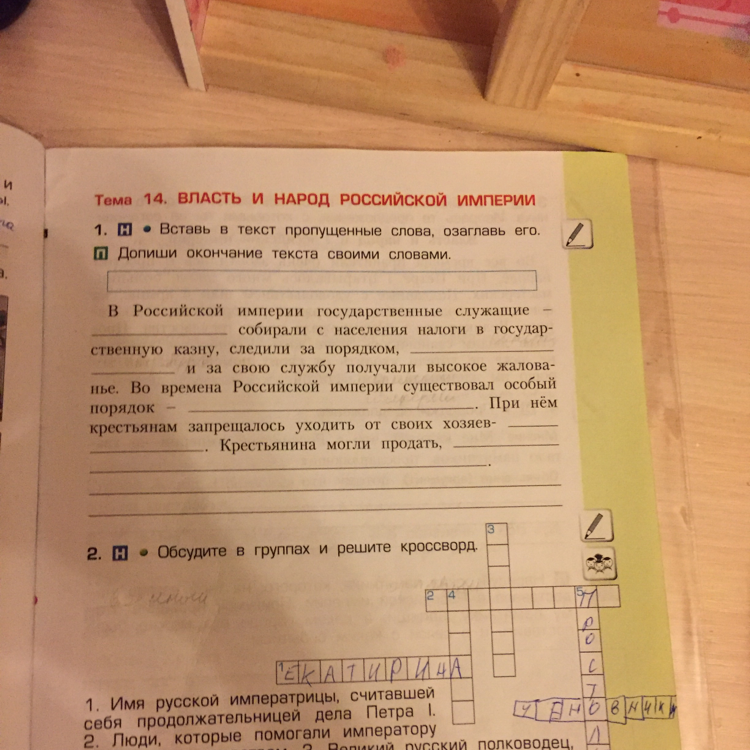 Тема 14. ВЛАСТЬ И НАРОД РОССИЙСКОЙ ИМПЕРИИ
1. Н • Вставь в текст пропущенные слова, озаглавь его.
П Допиши окончание текста своими словами.
В Российской империи государственные служащие –
собирали с населения налоги в государ-
ственную казну, следили за порядком,
и за свою службу получали высокое жалова-
нье. Во времена Российской империи существовал особый
порядок – . При нём
крестьянам запрещалось уходить от своих хозяев-
. Крестьянина могли продать,
.
2. Н • Обсудите в группах и решите кроссворд.
3
2 4 5 П
Р
О
С
1 ЕКАТИРИНА
Т
1. Имя русской императрицы, считавшей
себя продолжательницей дела Петра I.
О В Н И К И
Л
2. Люди, которые помогали императору
3. Великий русский полководец,
И